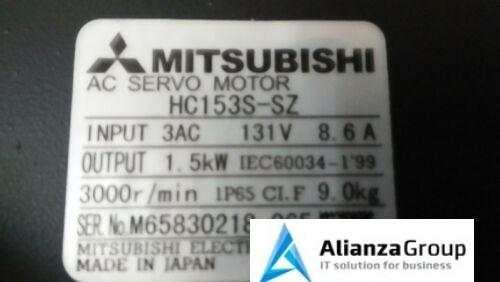 MITSUBISHI
AC SERVO MOTOR
HC153S-SZ
INPUT 3AC 131V 8.6A
OUTPUT 1.5kW IEC60034-1'99
3000r/min IP65 CI.F 9.0kg
SER.No.M65830218
MITSUBISHI ELECTR
MADE IN JAPAN
AlianzaGroup
IT solution for business